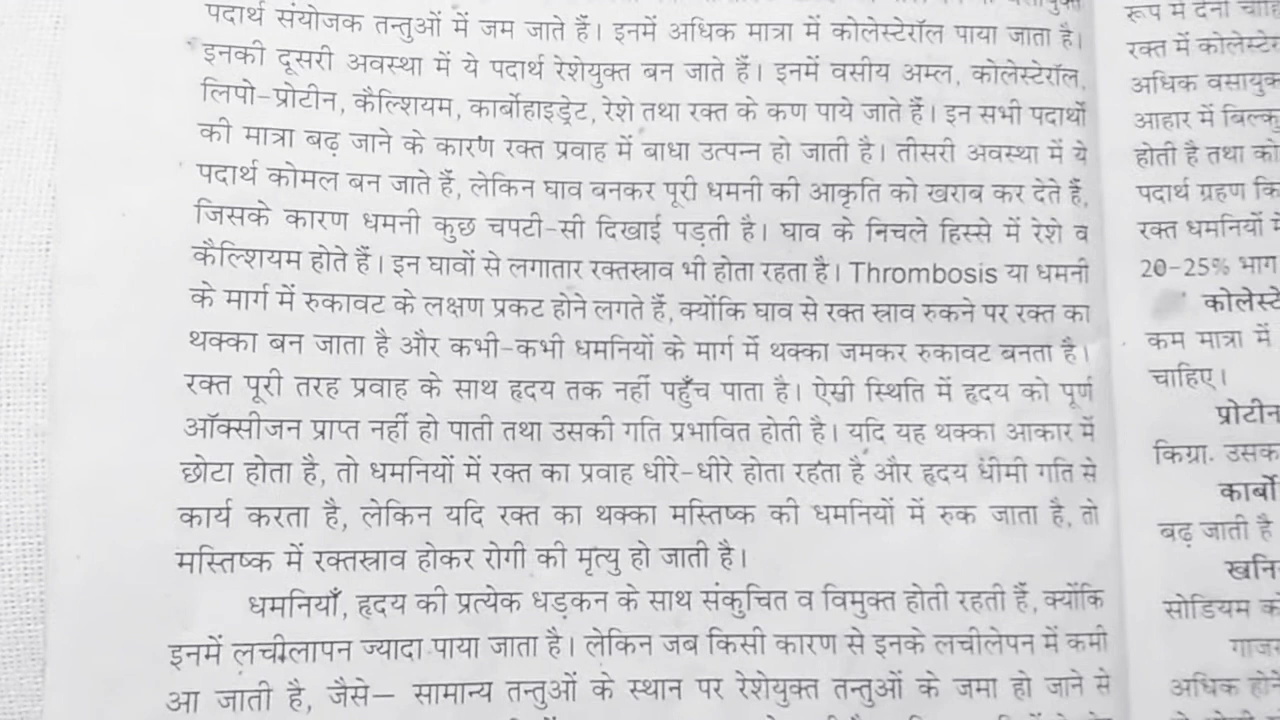 पदार्थ संयोजक तन्तुओं में जम जाते हैं। इनमें अधिक मात्रा में कोलेस्टेरॉल पाया जाता है।
इनकी दूसरी अवस्था में ये पदार्थ रेशेयुक्त बन जाते हैं। इनमें वसीय अम्ल, कोलेस्टेरॉल,
लिपो-प्रोटीन, कैल्शियम, कार्बोहाइड्रेट, रेशे तथा रक्त के कण पाये जाते हैं। इन सभी पदार्थों
की मात्रा बढ़ जाने के कारण रक्त प्रवाह में बाधा उत्पन्न हो जाती है। तीसरी अवस्था में ये
पदार्थ कोमल बन जाते हैं, लेकिन घाव बनकर पूरी धमनी की आकृति को खराब कर देते हैं,
जिसके कारण धमनी कुछ चपटी-सी दिखाई पड़ती है। घाव के निचले हिस्से में रेशे व
कैल्शियम होते हैं। इन घावों से लगातार रक्तस्राव भी होता रहता है। Thrombosis या धमनी
के मार्ग में रुकावट के लक्षण प्रकट होने लगते हैं, क्योंकि घाव से रक्त स्राव रुकने पर रक्त का
थक्का बन जाता है और कभी-कभी धमनियों के मार्ग में थक्का जमकर रुकावट बनता है।
रक्त पूरी तरह प्रवाह के साथ हृदय तक नहीं पहुँच पाता है। ऐसी स्थिति में हृदय को पूर्ण
ऑक्सीजन प्राप्त नहीं हो पाती तथा उसकी गति प्रभावित होती है। यदि यह थक्का आकार में
छोटा होता है, तो धमनियों में रक्त का प्रवाह धीरे-धीरे होता रहता है और हृदय धीमी गति से
कार्य करता है, लेकिन यदि रक्त का थक्का मस्तिष्क की धमनियों में रुक जाता है, तो
मस्तिष्क में रक्तस्राव होकर रोगी की मृत्यु हो जाती है।
धमनियाँ, हृदय की प्रत्येक धड़कन के साथ संकुचित व विमुक्त होती रहती हैं, क्योंकि
इनमें लचीलापन ज्यादा पाया जाता है। लेकिन जब किसी कारण से इनके लचीलेपन में कमी
आ जाती है, जैसे— सामान्य तन्तुओं के स्थान पर रेशेयुक्त तन्तुओं के जमा हो जाने से
रूप में देना
रक्त में
अधिक
आहार में
होती है तथा
पदार्थ ग्रहण
रक्त धमनियों
20-25% भाग
कम मात्रा में
चाहिए।
किग्रा. उसक
बढ़ जाती है
सोडियम
अधिक